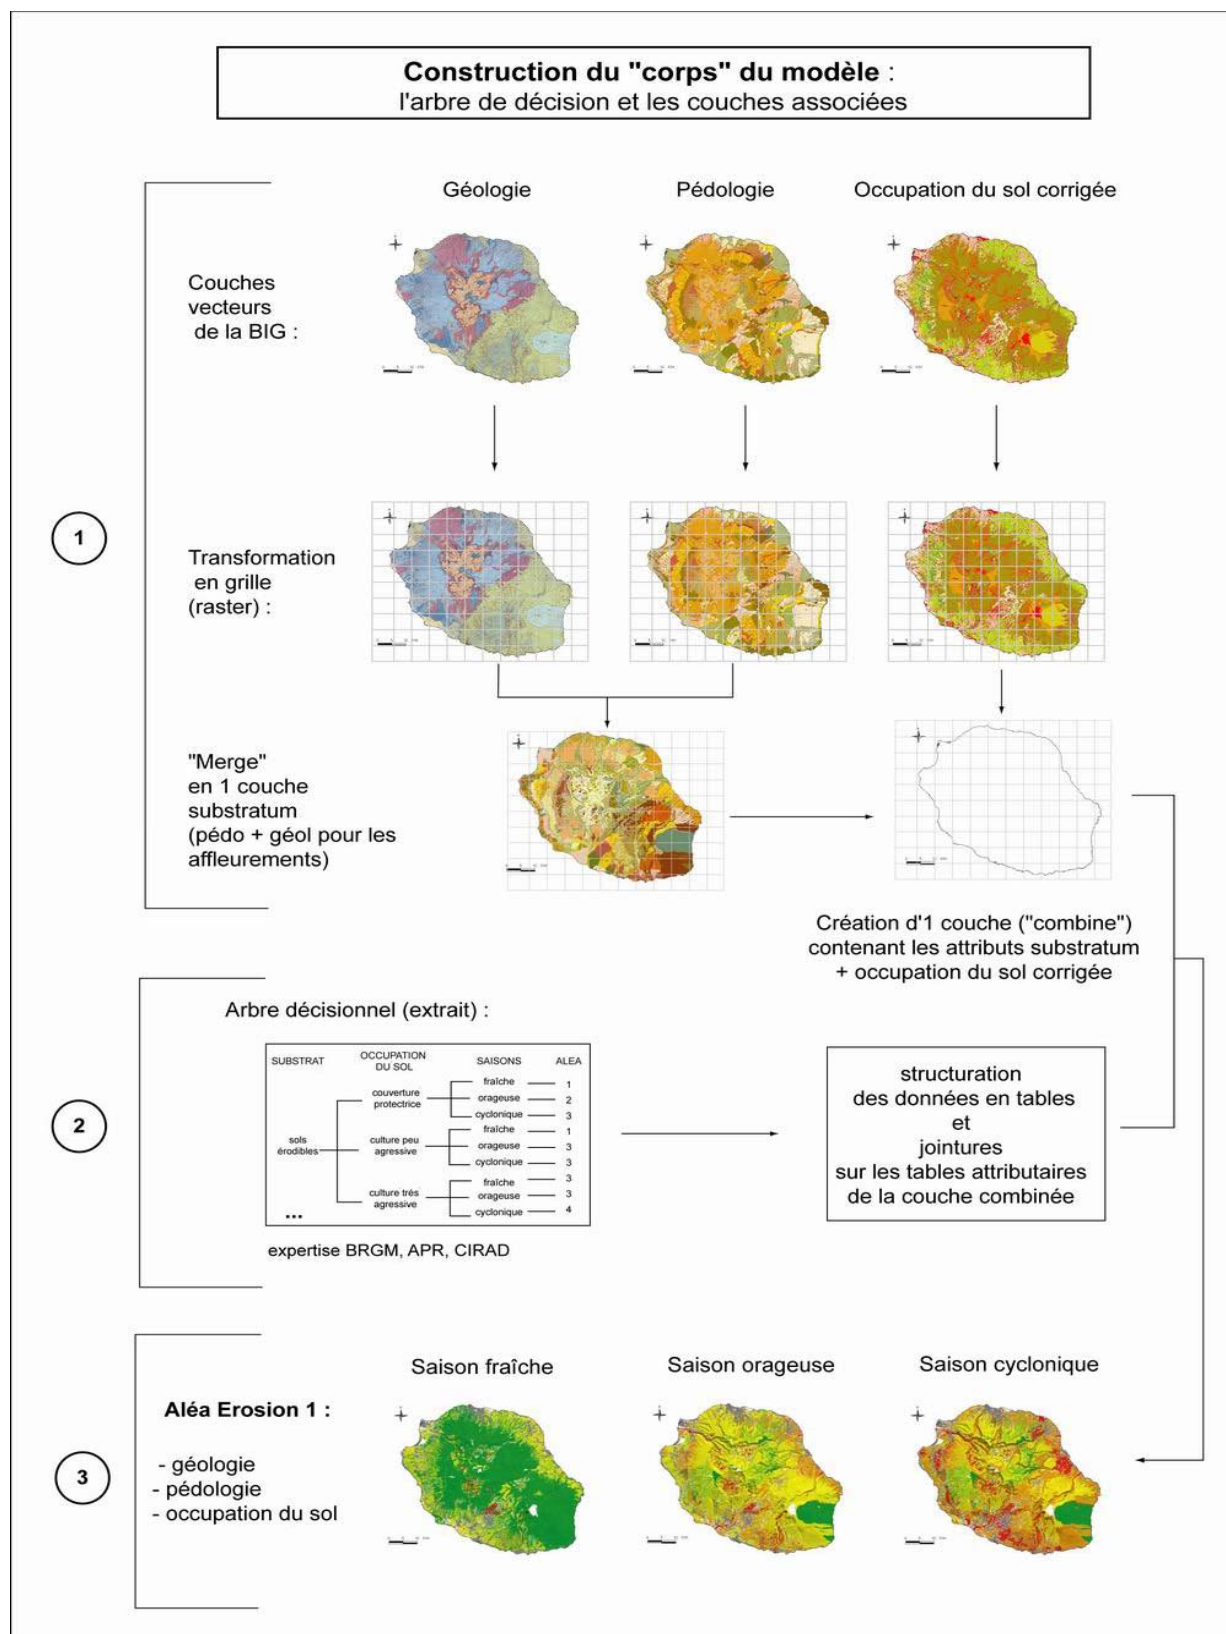 Construction du "corps" du modèle :
l'arbre de décision et les couches associées
Géologie
Pédologie
Occupation du sol corrigée
Couches
vecteurs
de la BIG :
1
Transformation
en grille
(raster) :
"Merge"
en 1 couche
substratum
(pédo + géol pour les
affleurements)
Création d'1 couche ("combine")
contenant les attributs substratum
+ occupation du sol corrigée
2
Arbre décisionnel (extrait) :
SUBSTRAT
OCCUPATION
DU SOL
SAISONS
ALEA
sols
érodibles
couverture
protectrice
fraîche 1
orageuse 2
cyclonique 3
culture peu
agressive
fraîche 1
orageuse 3
cyclonique 3
culture trés
agressive
fraîche 3
orageuse 3
cyclonique 4
...
expertise BRGM, APR, CIRAD
structuration
des données en tables
et
jointures
sur les tables attributaires
de la couche combinée
3
Saison fraîche
Saison orageuse
Saison cyclonique
Aléa Erosion 1 :
- géologie
- pédologie
- occupation du sol